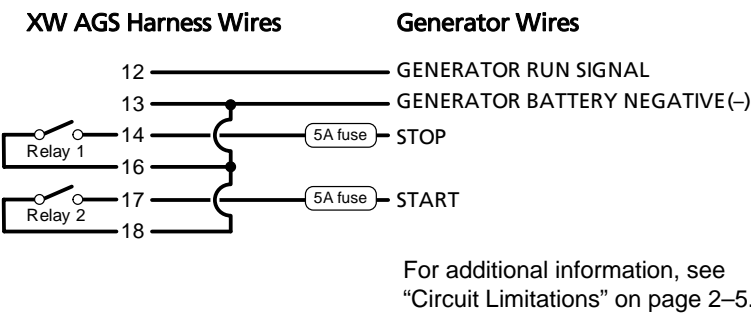 XW AGS Harness Wires Generator Wires
12 GENERATOR RUN SIGNAL
13 GENERATOR BATTERY NEGATIVE (–)
14 5A fuse STOP
Relay 1
16
17 5A fuse START
Relay 2
18
For additional information, see
“Circuit Limitations” on page 2–5.